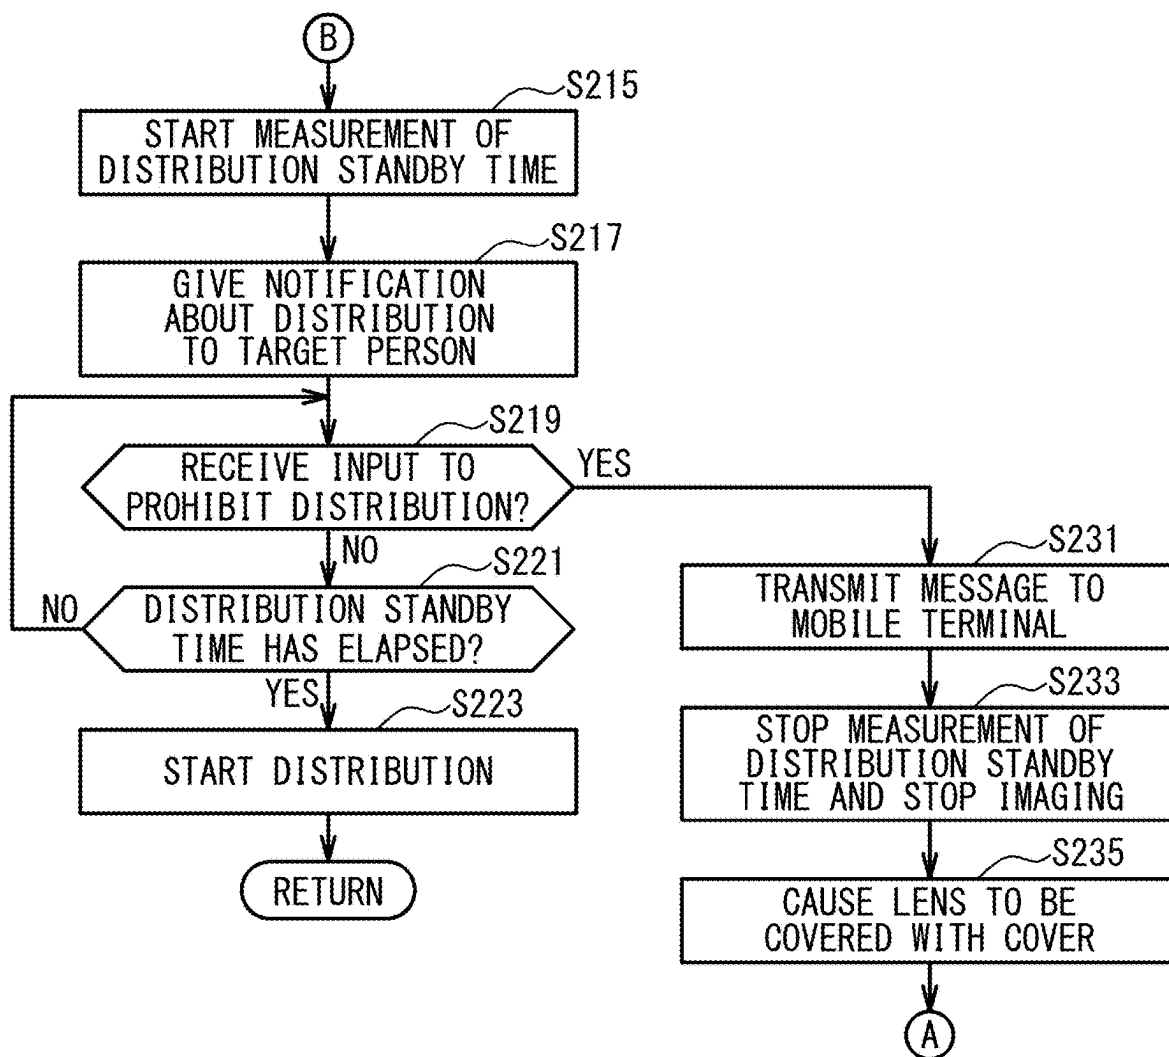 B
S215
START MEASUREMENT OF
DISTRIBUTION STANDBY TIME
S217
GIVE NOTIFICATION
ABOUT DISTRIBUTION
TO TARGET PERSON
S219
RECEIVE INPUT TO
PROHIBIT DISTRIBUTION?
YES
NO
S221
DISTRIBUTION STANDBY
TIME HAS ELAPSED?
NO
YES
S223
START DISTRIBUTION
RETURN
S231
TRANSMIT MESSAGE TO
MOBILE TERMINAL
S233
STOP MEASUREMENT OF
DISTRIBUTION STANDBY
TIME AND STOP IMAGING
S235
CAUSE LENS TO BE
COVERED WITH COVER
A